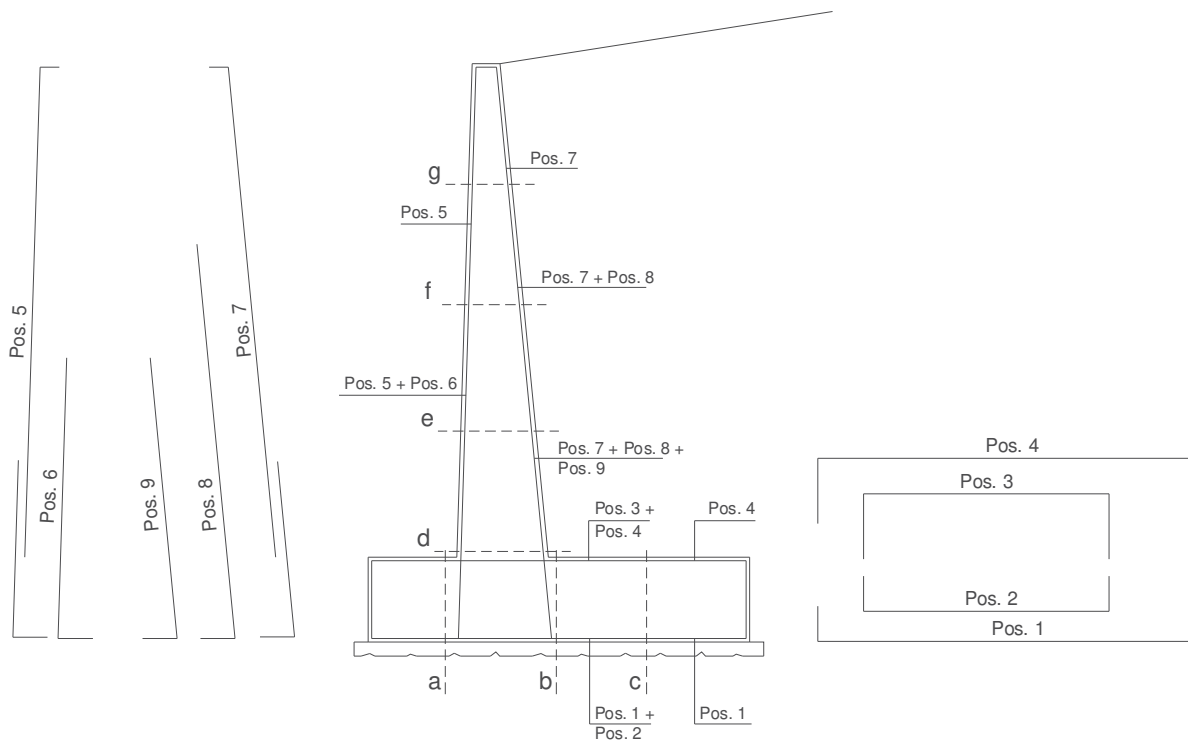 Pos. 5
Pos. 6
Pos. 9
Pos. 8
Pos. 7
g
Pos. 7
Pos. 5
f
Pos. 7 + Pos. 8
Pos. 5 + Pos. 6
e
Pos. 7 + Pos. 8 +
Pos. 9
d
Pos. 3 +
Pos. 4
Pos. 4
a
b
c
Pos. 1 +
Pos. 2
Pos. 1
Pos. 4
Pos. 3
Pos. 2
Pos. 1